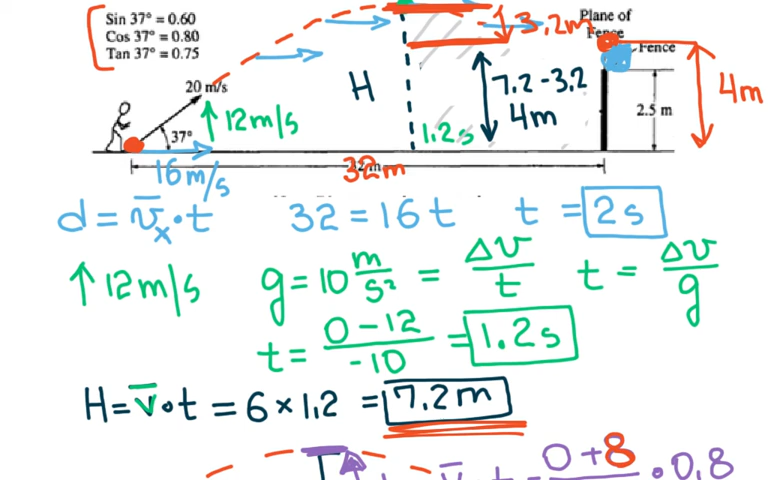 Sin 37° = 0.60
Cos 37° = 0.80
Tan 37° = 0.75
3,2m
Plane of
Fence
Fence
20 m/s
H
7.2-3.2
4m
4m
12m/s
37°
1.2s
2.5 m
16m/s
32m
d = v̄x · t 32 = 16 t t = 2s
↑ 12m/s g = 10 m/s² = Δv/t t = Δv/g
t = (0 - 12)/-10 = 1.2s
H = v̄ · t = 6 × 1,2 = 7.2m
0 + 8 · 0,8